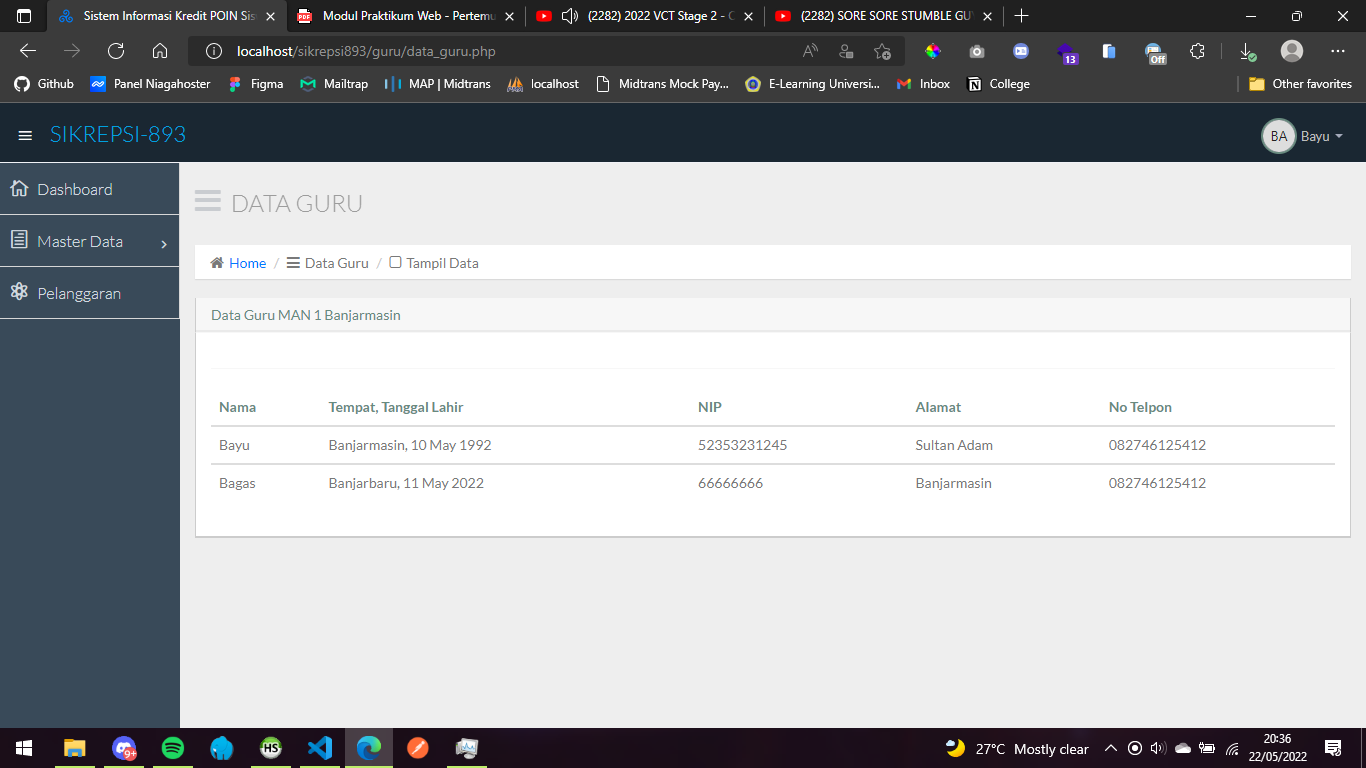 Sistem Informasi Kredit POIN Sis
Modul Praktikum Web - Pertemu
(2282) 2022 VCT Stage 2 - C
(2282) SORE SORE STUMBLE GU
localhost/sikrepsi893/guru/data_guru.php
13
Off
Github
Panel Niagahoster
Figma
Mailtrap
MAP | Midtrans
localhost
Midtrans Mock Pay...
E-Learning Universi...
Inbox
College
Other favorites
SIKREPSI-893
BA Bayu
Dashboard
Master Data
Pelanggaran
DATA GURU
Home / Data Guru / Tampil Data
Data Guru MAN 1 Banjarmasin
Nama Tempat, Tanggal Lahir NIP Alamat No Telpon
Bayu Banjarmasin, 10 May 1992 52353231245 Sultan Adam 082746125412
Bagas Banjarbaru, 11 May 2022 66666666 Banjarmasin 082746125412
9+
HS
27°C Mostly clear
20:36
22/05/2022